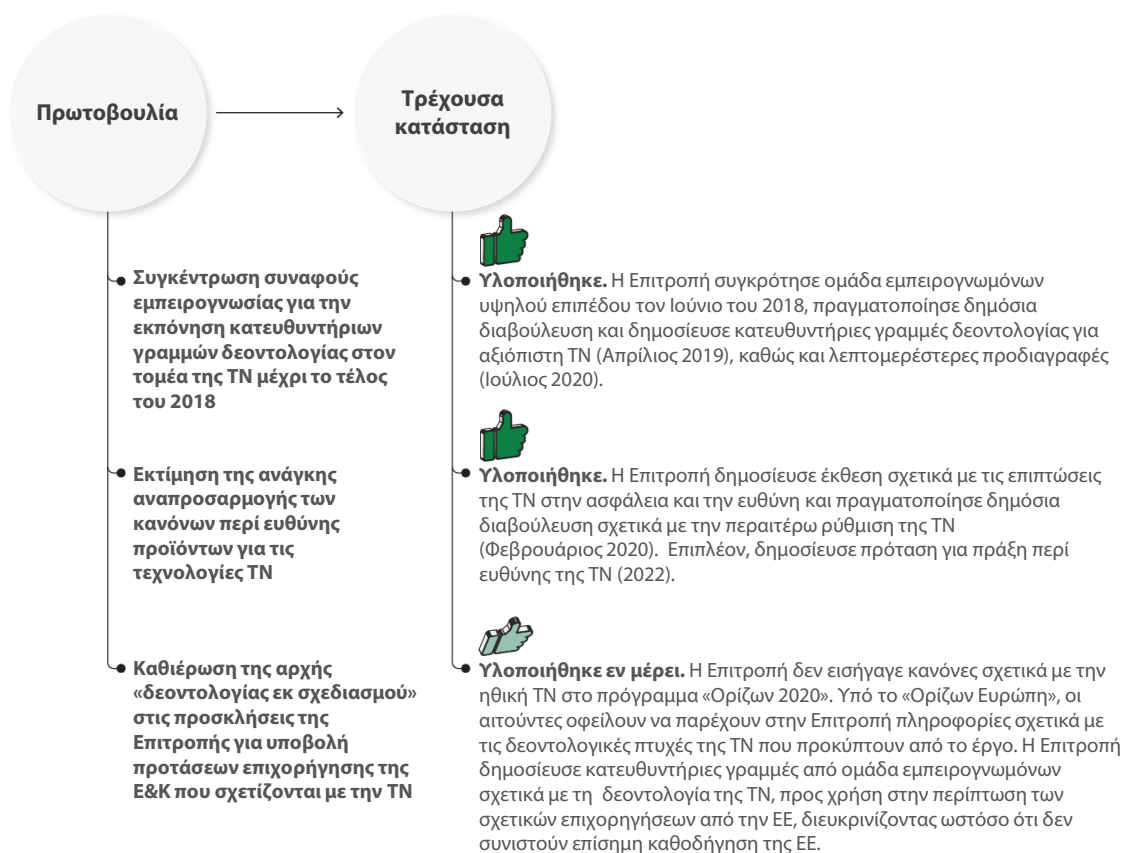 Πρωτοβουλία
Τρέχουσα
κατάσταση
Συγκέντρωση συναφούς
εμπειρογνωσίας για την
εκπόνηση κατευθυντήριων
γραμμών δεοντολογίας στον
τομέα της ΤΝ μέχρι το τέλος
του 2018
Υλοποιήθηκε. Η Επιτροπή συγκρότησε ομάδα εμπειρογνωμόνων
υψηλού επιπέδου τον Ιούνιο του 2018, πραγματοποίησε δημόσια
διαβούλευση και δημοσίευσε κατευθυντήριες γραμμές δεοντολογίας για
αξιόπιστη ΤΝ (Απρίλιος 2019), καθώς και λεπτομερέστερες προδιαγραφές
(Ιούλιος 2020).
Εκτίμηση της ανάγκης
αναπροσαρμογής των
κανόνων περί ευθύνης
προϊόντων για τις
τεχνολογίες ΤΝ
Υλοποιήθηκε. Η Επιτροπή δημοσίευσε έκθεση σχετικά με τις επιπτώσεις
της ΤΝ στην ασφάλεια και την ευθύνη και πραγματοποίησε δημόσια
διαβούλευση σχετικά με την περαιτέρω ρύθμιση της ΤΝ
(Φεβρουάριος 2020). Επιπλέον, δημοσίευσε πρόταση για πράξη περί
ευθύνης της ΤΝ (2022).
Καθιέρωση της αρχής
«δεοντολογίας εκ σχεδιασμού»
στις προσκλήσεις της
Επιτροπής για υποβολή
προτάσεων επιχορήγησης της
Ε&Κ που σχετίζονται με την ΤΝ
Υλοποιήθηκε εν μέρει. Η Επιτροπή δεν εισήγαγε κανόνες σχετικά με την
ηθική ΤΝ στο πρόγραμμα «Ορίζων 2020». Υπό το «Ορίζων Ευρώπη», οι
αιτούντες οφείλουν να παρέχουν στην Επιτροπή πληροφορίες σχετικά με
τις δεοντολογικές πτυχές της ΤΝ που προκύπτουν από το έργο. Η Επιτροπή
δημοσίευσε κατευθυντήριες γραμμές από ομάδα εμπειρογνωμόνων
σχετικά με τη δεοντολογία της ΤΝ, προς χρήση στην περίπτωση των
σχετικών επιχορηγήσεων από την ΕΕ, διευκρινίζοντας ωστόσο ότι δεν
συνιστούν επίσημη καθοδήγηση της ΕΕ.